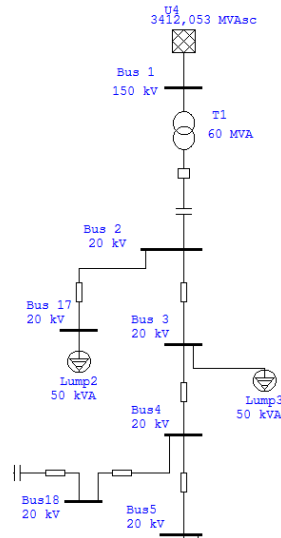 U4
3412,053 MVAsc
Bus 1
150 kV
T1
60 MVA
Bus 2
20 kV
Bus 17
20 kV
Bus 3
20 kV
Lump2
50 kVA
Lump3
50 kVA
Bus4
20 kV
Bus18
20 kV
Bus5
20 kV